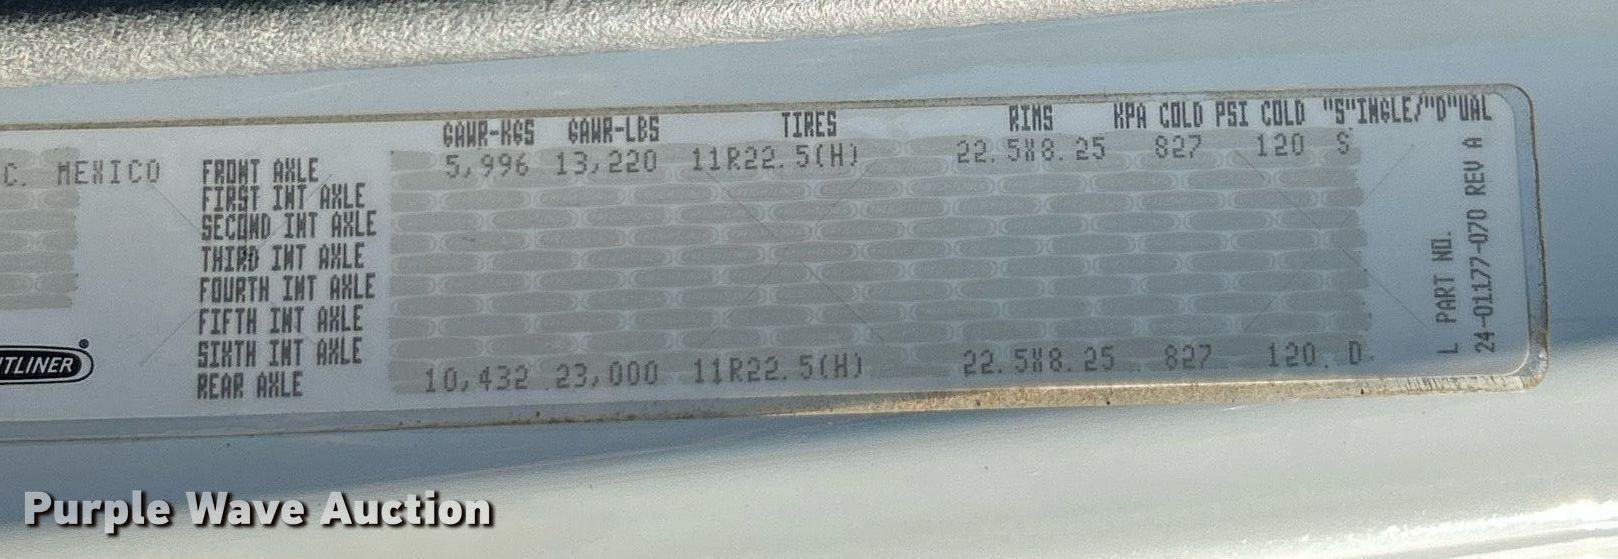 GAWR-KGS GAWR-LBS TIRES RIMS KPA COLD PSI COLD "S"INGLE/"D"UAL
C. MEXICO FRONT AXLE 5,996 13,220 11R22.5(H) 22.5X8.25 827 120 S
FIRST INT AXLE
SECOND INT AXLE
THIRD INT AXLE
FOURTH INT AXLE
FIFTH INT AXLE
SIXTH INT AXLE
TLINER®
REAR AXLE 10,432 23,000 11R22.5(H) 22.5X8.25 827 120. D
L PART NO.
24-01177-070 REV A
Purple Wave Auction